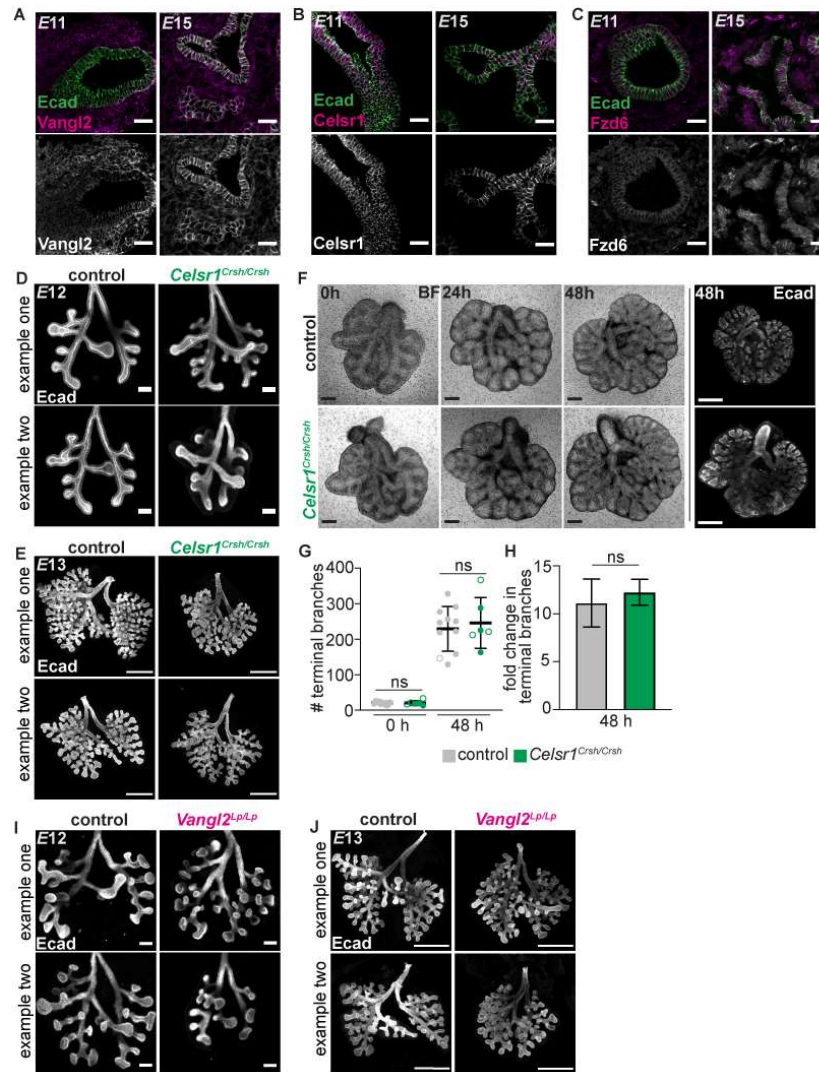 A
E11
E15
Ecad
Vangl2
Vangl2
B
E11
E15
Ecad
Celsr1
Celsr1
C
E11
E15
Ecad
Fzd6
Fzd6
D
control
Celsr1Crsh/Crsh
E12
example one
Ecad
example two
E
control
Celsr1Crsh/Crsh
E13
example one
Ecad
example two
F
0h
BF
24h
48h
48h
Ecad
control
Celsr1Crsh/Crsh
G
# terminal branches
400
300
200
100
0
ns
ns
0 h
48 h
H
fold change in
terminal branches
15
10
5
0
ns
48 h
control
Celsr1Crsh/Crsh
I
control
Vangl2Lp/Lp
E12
example one
Ecad
example two
J
control
Vangl2Lp/Lp
E13
example one
Ecad
example two